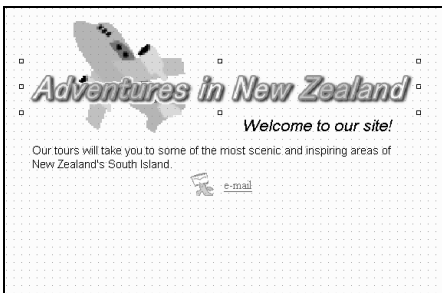 Adventures in New Zealand
Welcome to our site!
Our tours will take you to some of the most scenic and inspiring areas of
New Zealand's South Island.
e-mail